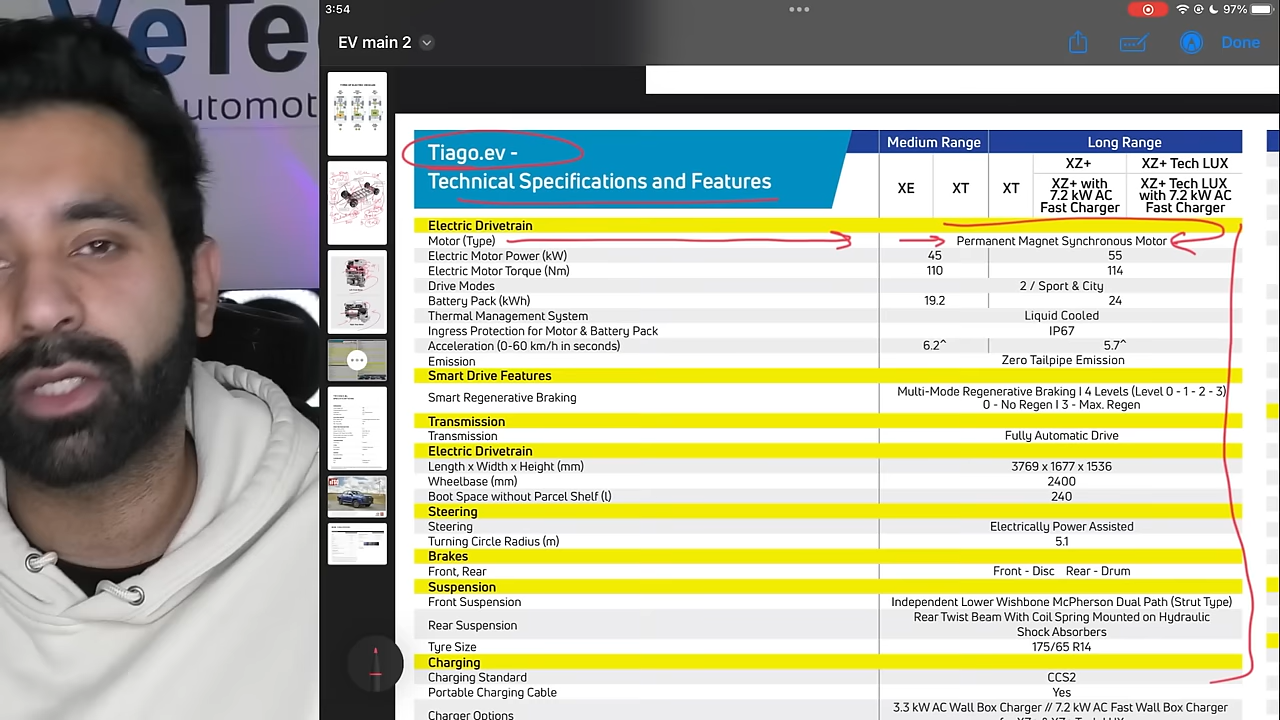 3:54
97%
EV main 2
Done
VeTe
utomot
Tiago.ev -
Technical Specifications and Features
Medium Range
Long Range
XE
XT
XT
XZ+
XZ+ with
7.2 kW AC
Fast Charger
XZ+ Tech LUX
XZ+ Tech LUX
with 7.2 kW AC
Fast Charger
Electric Drivetrain
Motor (Type) Permanent Magnet Synchronous Motor
Electric Motor Power (kW) 45 55
Electric Motor Torque (Nm) 110 114
Drive Modes 2 / Sport & City
Battery Pack (kWh) 19.2 24
Thermal Management System Liquid Cooled
Ingress Protection for Motor & Battery Pack IP67
Acceleration (0-60 km/h in seconds) 6.2^ 5.7^
Emission Zero Tailpipe Emission
Smart Drive Features
Smart Regenerative Braking Multi-Mode Regenerative Braking I 4 Levels (Level 0 - 1 - 2 - 3)
0 - No Regen I 3 - Max. Regen
Transmission
Transmission Fully Automatic Drive
Electric Drivetrain
Length x Width x Height (mm) 3769 x 1677 x 1536
Wheelbase (mm) 2400
Boot Space without Parcel Shelf (l) 240
Steering
Steering Electrically Power Assisted
Turning Circle Radius (m) 5.1
Brakes
Front, Rear Front - Disc Rear - Drum
Suspension
Front Suspension Independent Lower Wishbone McPherson Dual Path (Strut Type)
Rear Suspension Rear Twist Beam With Coil Spring Mounted on Hydraulic
Shock Absorbers
Tyre Size 175/65 R14
Charging
Charging Standard CCS2
Portable Charging Cable Yes
Charger Options 3.3 kW AC Wall Box Charger // 7.2 kW AC Fast Wall Box Charger